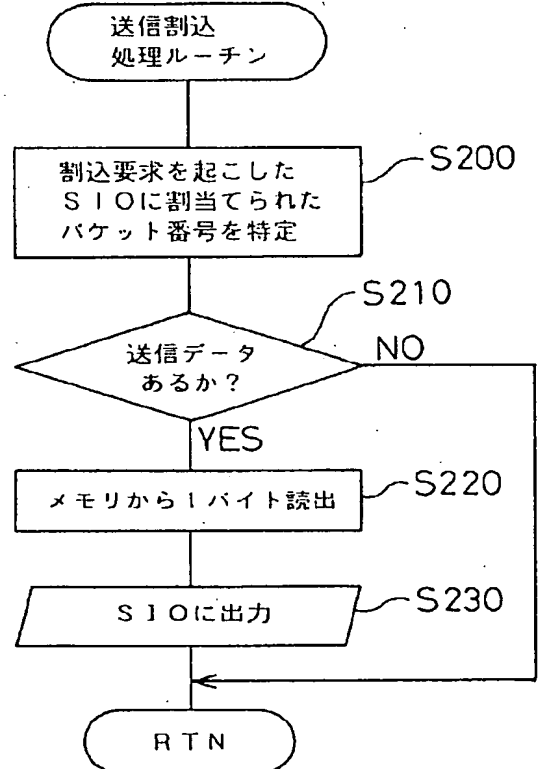 送信割込
処理ルーチン
割込要求を起こした
SIOに割当てられた
パケット番号を特定
S200
S210
送信データ
あるか?
NO
YES
メモリから1バイト読出
S220
SIOに出力
S230
RTN